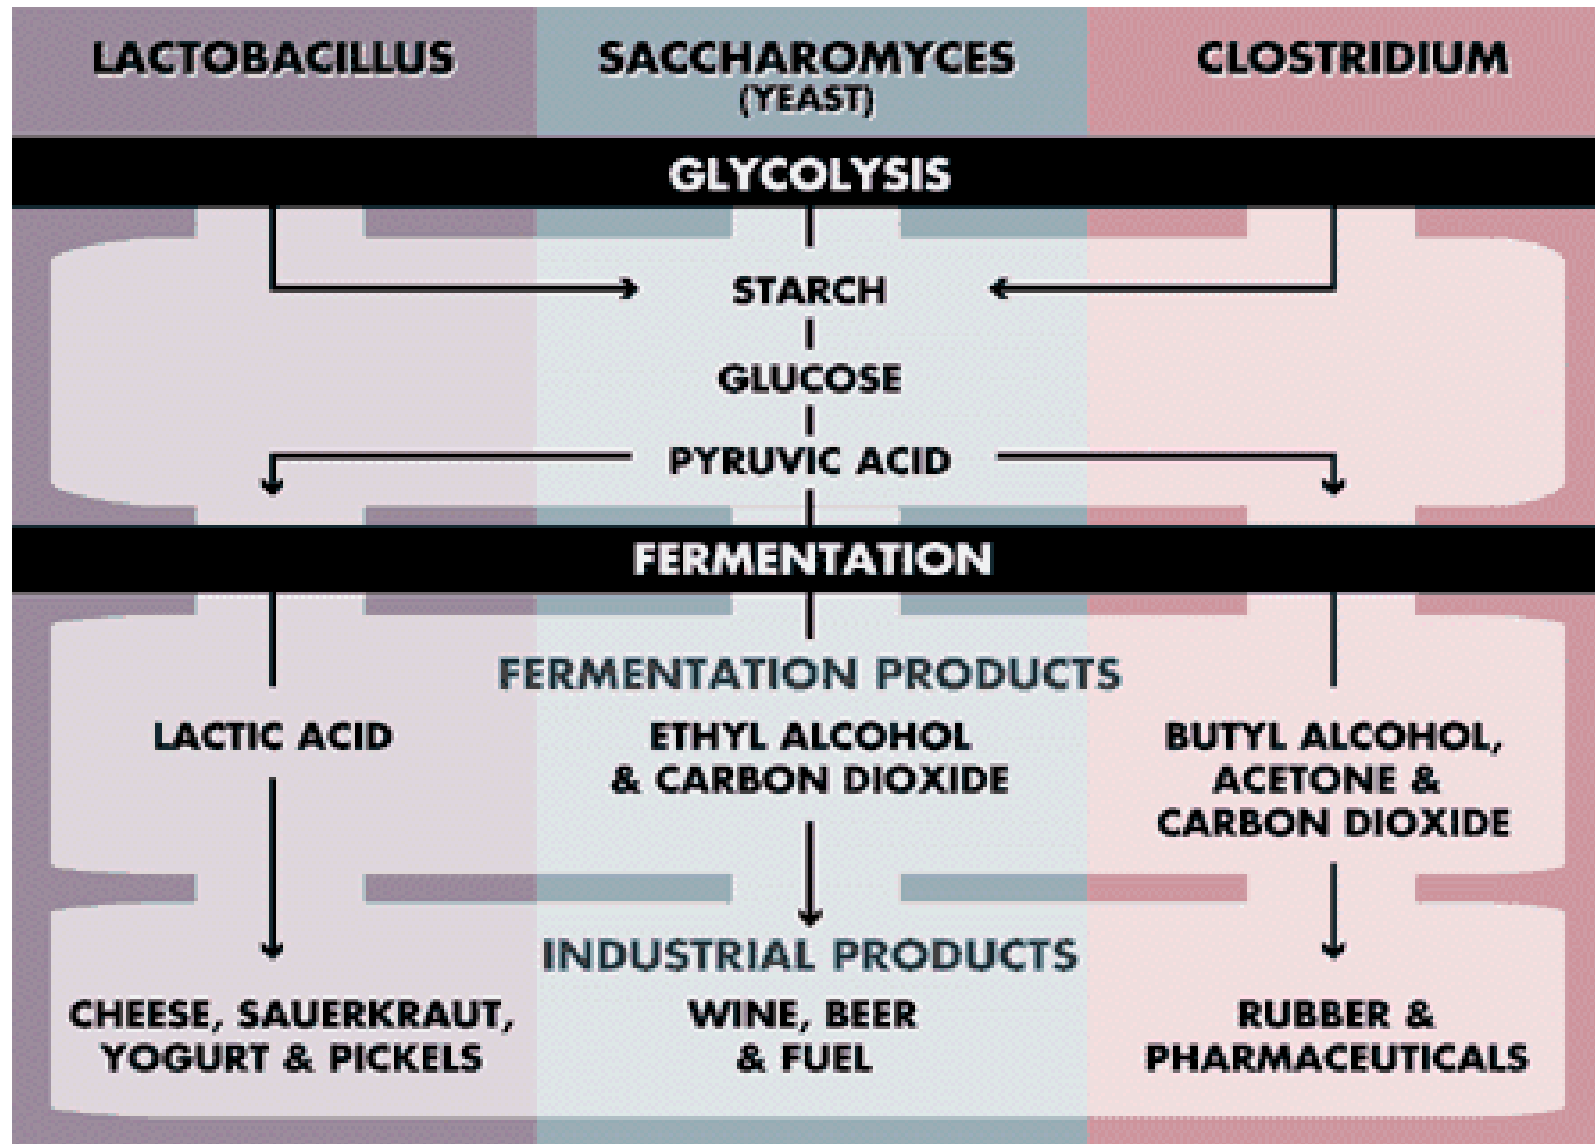 LACTOBACILLUS
SACCHAROMYCES
(YEAST)
CLOSTRIDIUM
GLYCOLYSIS
STARCH
GLUCOSE
PYRUVIC ACID
FERMENTATION
FERMENTATION PRODUCTS
LACTIC ACID
ETHYL ALCOHOL
& CARBON DIOXIDE
BUTYL ALCOHOL,
ACETONE &
CARBON DIOXIDE
INDUSTRIAL PRODUCTS
CHEESE, SAUERKRAUT,
YOGURT & PICKELS
WINE, BEER
& FUEL
RUBBER &
PHARMACEUTICALS